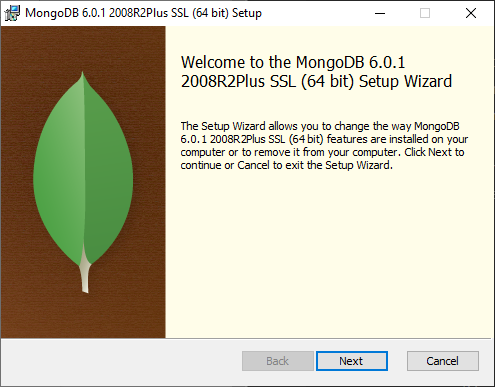 MongoDB 6.0.1 2008R2Plus SSL (64 bit) Setup
Welcome to the MongoDB 6.0.1
2008R2Plus SSL (64 bit) Setup Wizard
The Setup Wizard allows you to change the way MongoDB
6.0.1 2008R2Plus SSL (64 bit) features are installed on your
computer or to remove it from your computer. Click Next to
continue or Cancel to exit the Setup Wizard.
Back
Next
Cancel